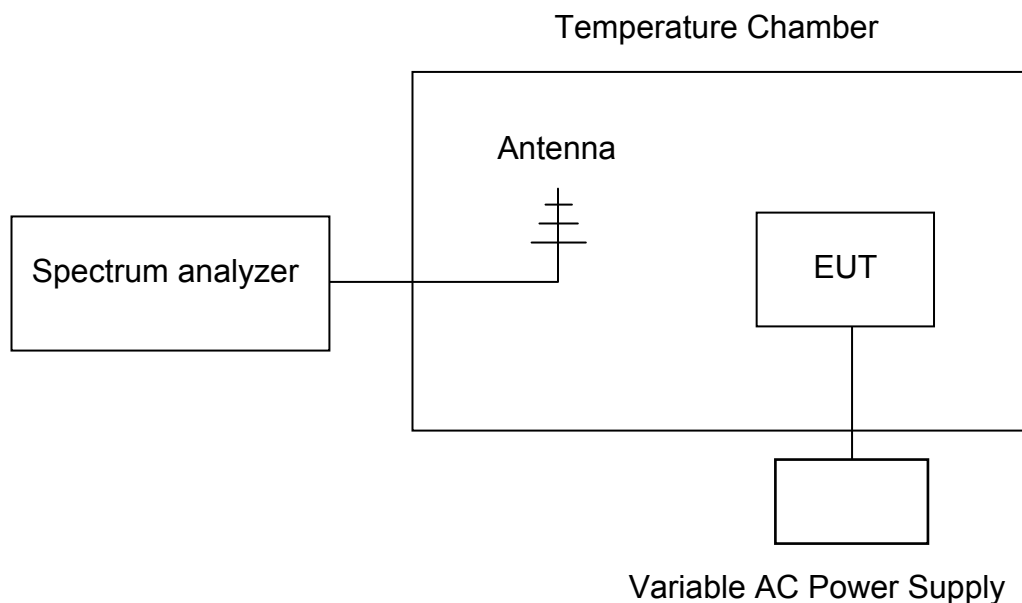 Temperature Chamber
Antenna
Spectrum analyzer
EUT
Variable AC Power Supply